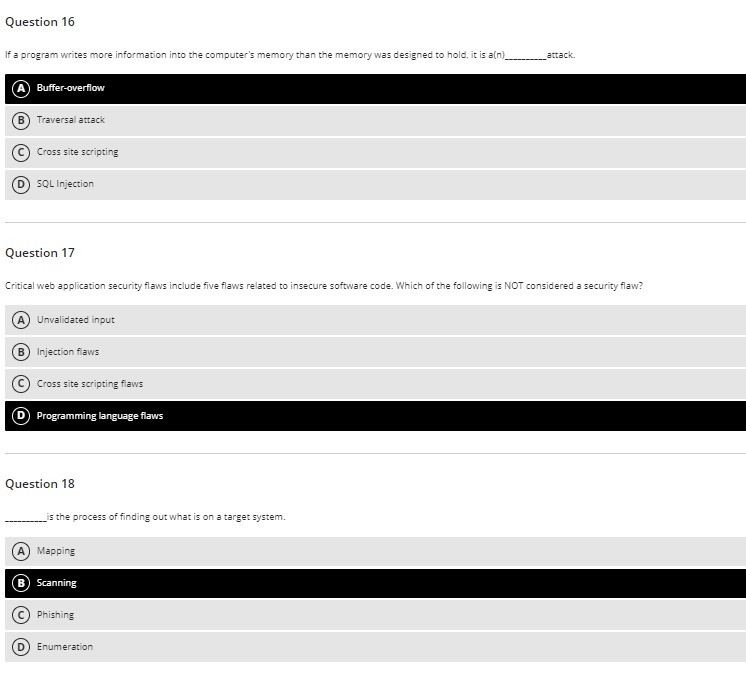 Question 16
If a program writes more information into the computer's memory than the memory was designed to hold, it is a(n)__________attack.
A Buffer-overflow
B Traversal attack
C Cross site scripting
D SQL Injection
Question 17
Critical web application security flaws include five flaws related to insecure software code. Which of the following is NOT considered a security flaw?
A Unvalidated input
B Injection flaws
C Cross site scripting flaws
D Programming language flaws
Question 18
__________is the process of finding out what is on a target system.
A Mapping
B Scanning
C Phishing
D Enumeration